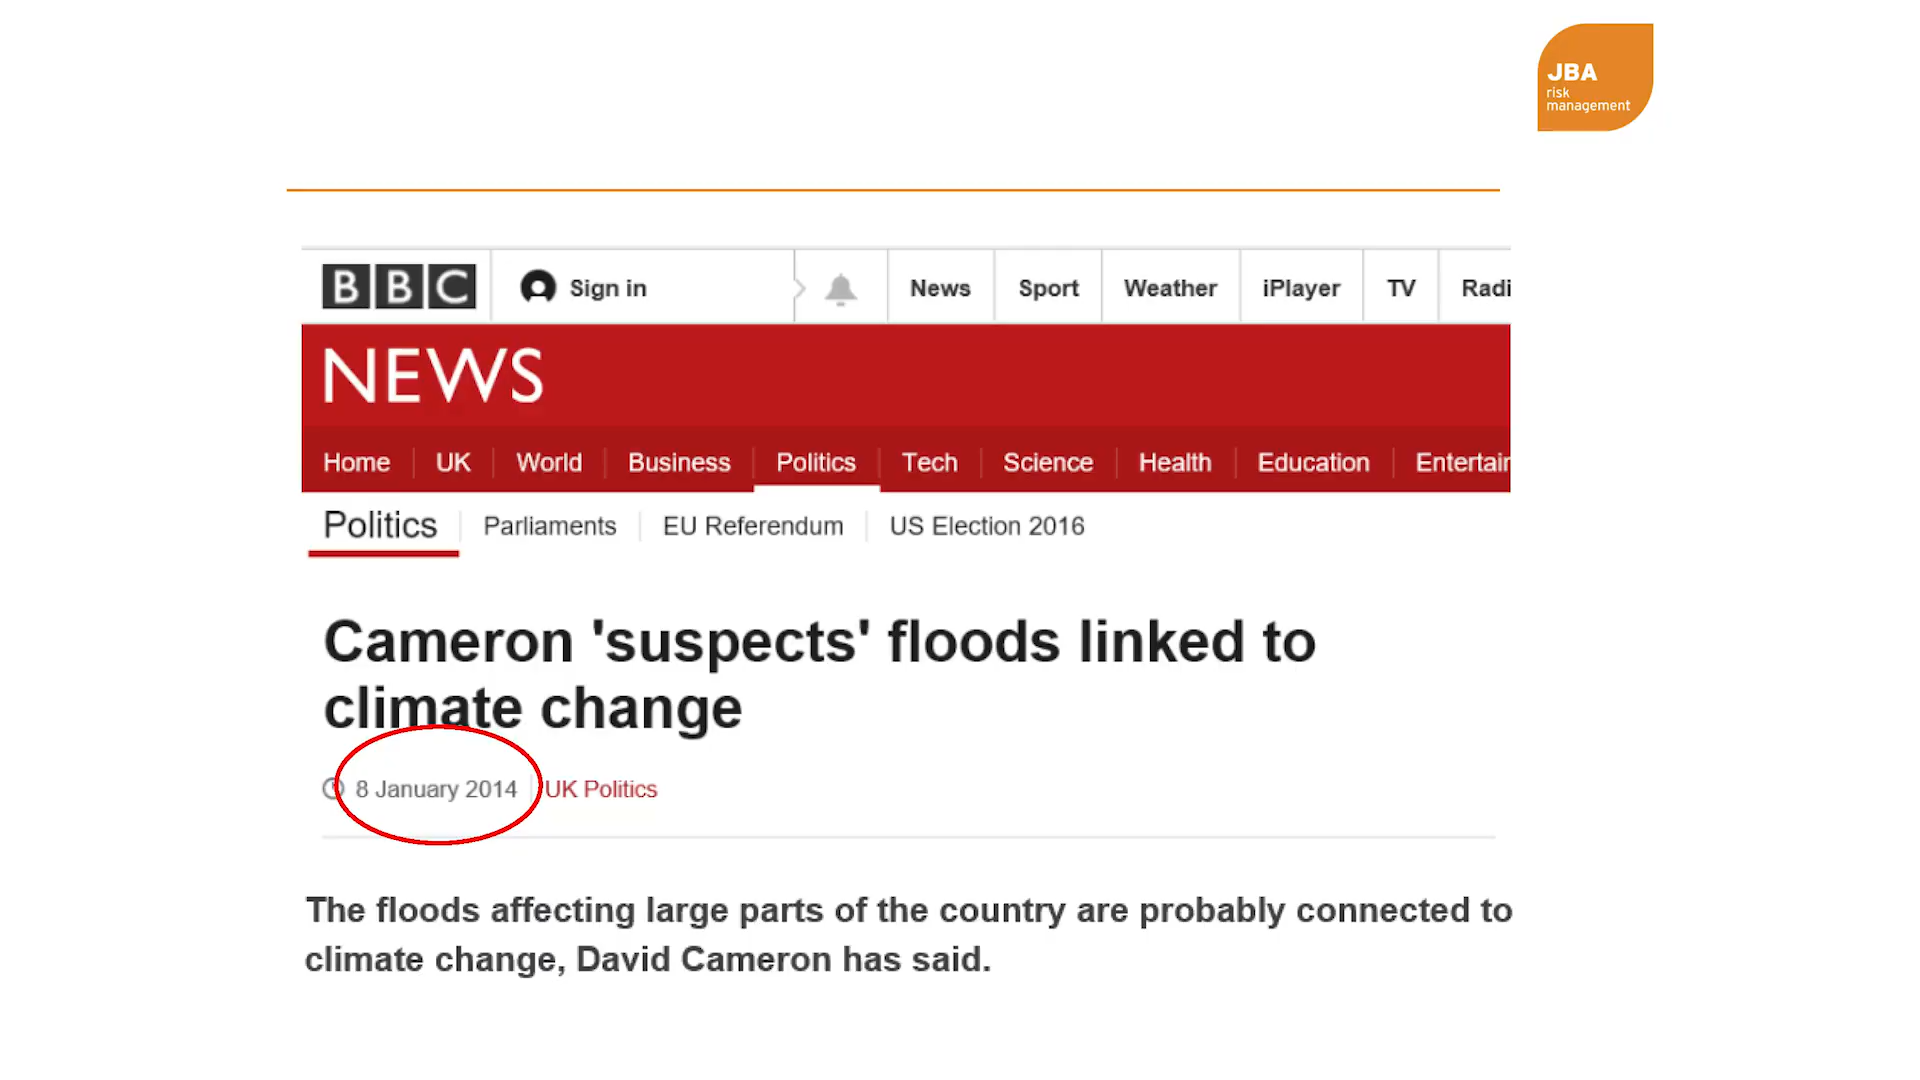 JBA
risk
management
BBC Sign in News Sport Weather iPlayer TV Radi
NEWS
Home UK World Business Politics Tech Science Health Education Entertain
Politics Parliaments EU Referendum US Election 2016
Cameron 'suspects' floods linked to
climate change
8 January 2014 UK Politics
The floods affecting large parts of the country are probably connected to
climate change, David Cameron has said.